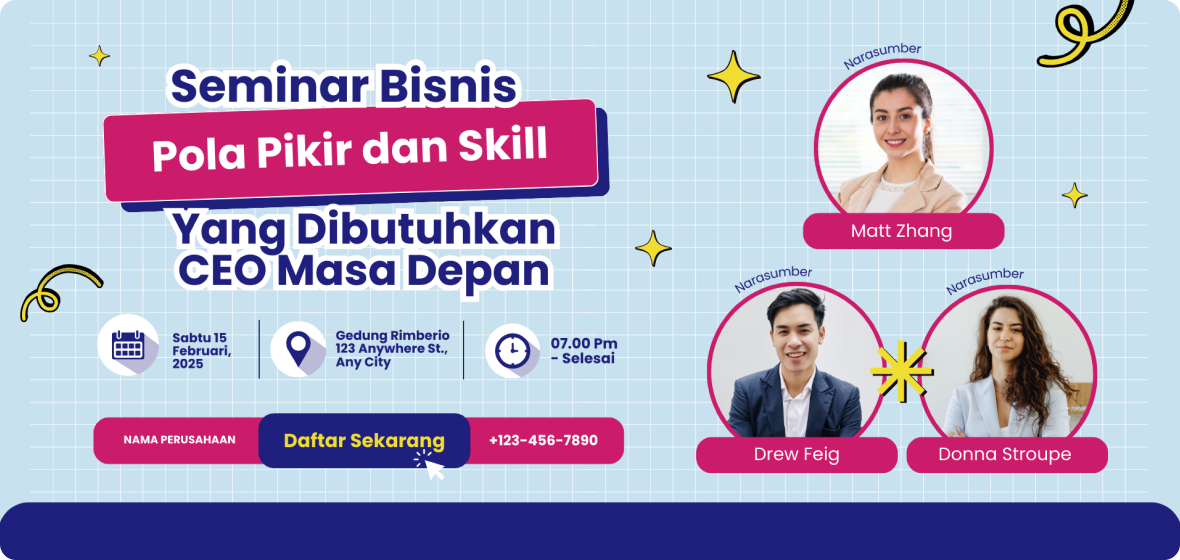 Seminar Bisnis
Pola Pikir dan Skill
Yang Dibutuhkan
CEO Masa Depan
Sabtu 15
Februari,
2025
Gedung Rimberio
123 Anywhere St.,
Any City
07.00 Pm
- Selesai
NAMA PERUSAHAAN
Daftar Sekarang
+123-456-7890
Narasumber
Matt Zhang
Narasumber
Drew Feig
Narasumber
Donna Stroupe